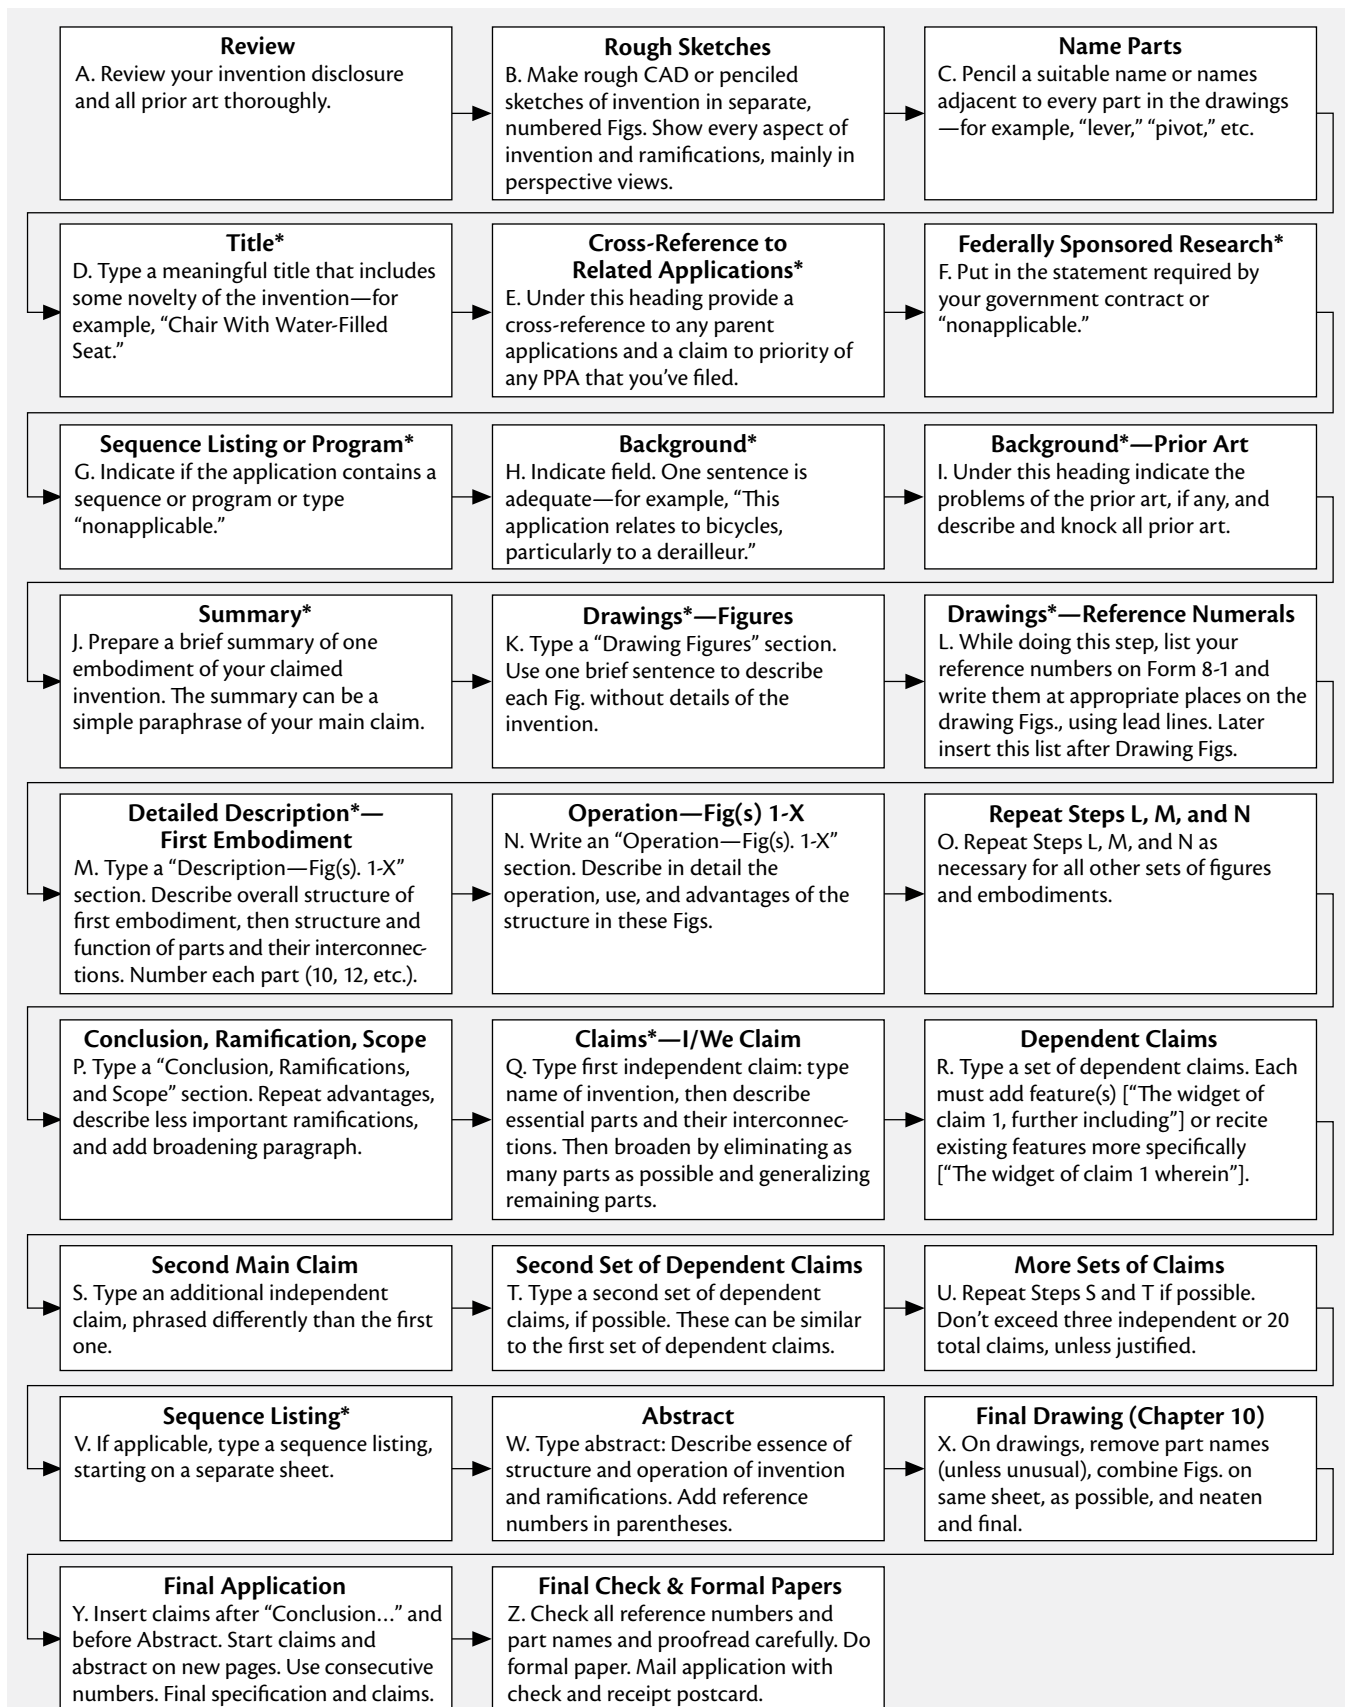 Review
A. Review your invention disclosure
and all prior art thoroughly.
Rough Sketches
B. Make rough CAD or penciled
sketches of invention in separate,
numbered Figs. Show every aspect of
invention and ramifications, mainly in
perspective views.
Name Parts
C. Pencil a suitable name or names
adjacent to every part in the drawings
—for example, “lever,” “pivot,” etc.
Title*
D. Type a meaningful title that includes
some novelty of the invention—for
example, “Chair With Water-Filled
Seat.”
Cross-Reference to
Related Applications*
E. Under this heading provide a
cross-reference to any parent
applications and a claim to priority of
any PPA that you’ve filed.
Federally Sponsored Research*
F. Put in the statement required by
your government contract or
“nonapplicable.”
Sequence Listing or Program*
G. Indicate if the application contains a
sequence or program or type
“nonapplicable.”
Background*
H. Indicate field. One sentence is
adequate—for example, “This
application relates to bicycles,
particularly to a derailleur.”
Background*—Prior Art
I. Under this heading indicate the
problems of the prior art, if any, and
describe and knock all prior art.
Summary*
J. Prepare a brief summary of one
embodiment of your claimed
invention. The summary can be a
simple paraphrase of your main claim.
Drawings*—Figures
K. Type a “Drawing Figures” section.
Use one brief sentence to describe
each Fig. without details of the
invention.
Drawings*—Reference Numerals
L. While doing this step, list your
reference numbers on Form 8-1 and
write them at appropriate places on the
drawing Figs., using lead lines. Later
insert this list after Drawing Figs.
Detailed Description*—
First Embodiment
M. Type a “Description—Fig(s). 1-X”
section. Describe overall structure of
first embodiment, then structure and
function of parts and their interconnec-
tions. Number each part (10, 12, etc.).
Operation—Fig(s) 1-X
N. Write an “Operation—Fig(s). 1-X”
section. Describe in detail the
operation, use, and advantages of the
structure in these Figs.
Repeat Steps L, M, and N
O. Repeat Steps L, M, and N as
necessary for all other sets of figures
and embodiments.
Conclusion, Ramification, Scope
P. Type a “Conclusion, Ramifications,
and Scope” section. Repeat advantages,
describe less important ramifications,
and add broadening paragraph.
Claims*—I/We Claim
Q. Type first independent claim: type
name of invention, then describe
essential parts and their interconnec-
tions. Then broaden by eliminating as
many parts as possible and generalizing
remaining parts.
Dependent Claims
R. Type a set of dependent claims. Each
must add feature(s) [“The widget of
claim 1, further including”] or recite
existing features more specifically
[“The widget of claim 1 wherein”].
Second Main Claim
S. Type an additional independent
claim, phrased differently than the first
one.
Second Set of Dependent Claims
T. Type a second set of dependent
claims, if possible. These can be similar
to the first set of dependent claims.
More Sets of Claims
U. Repeat Steps S and T if possible.
Don’t exceed three independent or 20
total claims, unless justified.
Sequence Listing*
V. If applicable, type a sequence listing,
starting on a separate sheet.
Abstract
W. Type abstract: Describe essence of
structure and operation of invention
and ramifications. Add reference
numbers in parentheses.
Final Drawing (Chapter 10)
X. On drawings, remove part names
(unless unusual), combine Figs. on
same sheet, as possible, and neaten
and final.
Final Application
Y. Insert claims after “Conclusion...” and
before Abstract. Start claims and
abstract on new pages. Use consecutive
numbers. Final specification and claims.
Final Check & Formal Papers
Z. Check all reference numbers and
part names and proofread carefully. Do
formal paper. Mail application with
check and receipt postcard.